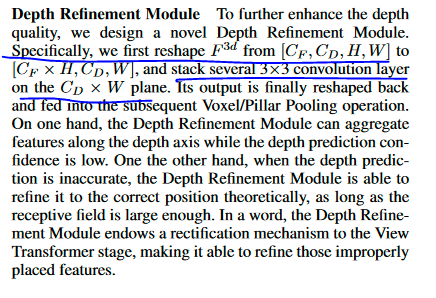 Depth Refinement Module To further enhance the depth
quality, we design a novel Depth Refinement Module.
Specifically, we first reshape F^{3d} from [C_F, C_D, H, W] to
[C_F × H, C_D, W], and stack several 3×3 convolution layer
on the C_D × W plane. Its output is finally reshaped back
and fed into the subsequent Voxel/Pillar Pooling operation.
On one hand, the Depth Refinement Module can aggregate
features along the depth axis while the depth prediction con-
fidence is low. One the other hand, when the depth predic-
tion is inaccurate, the Depth Refinement Module is able to
refine it to the correct position theoretically, as long as the
receptive field is large enough. In a word, the Depth Refine-
ment Module endows a rectification mechanism to the View
Transformer stage, making it able to refine those improperly
placed features.